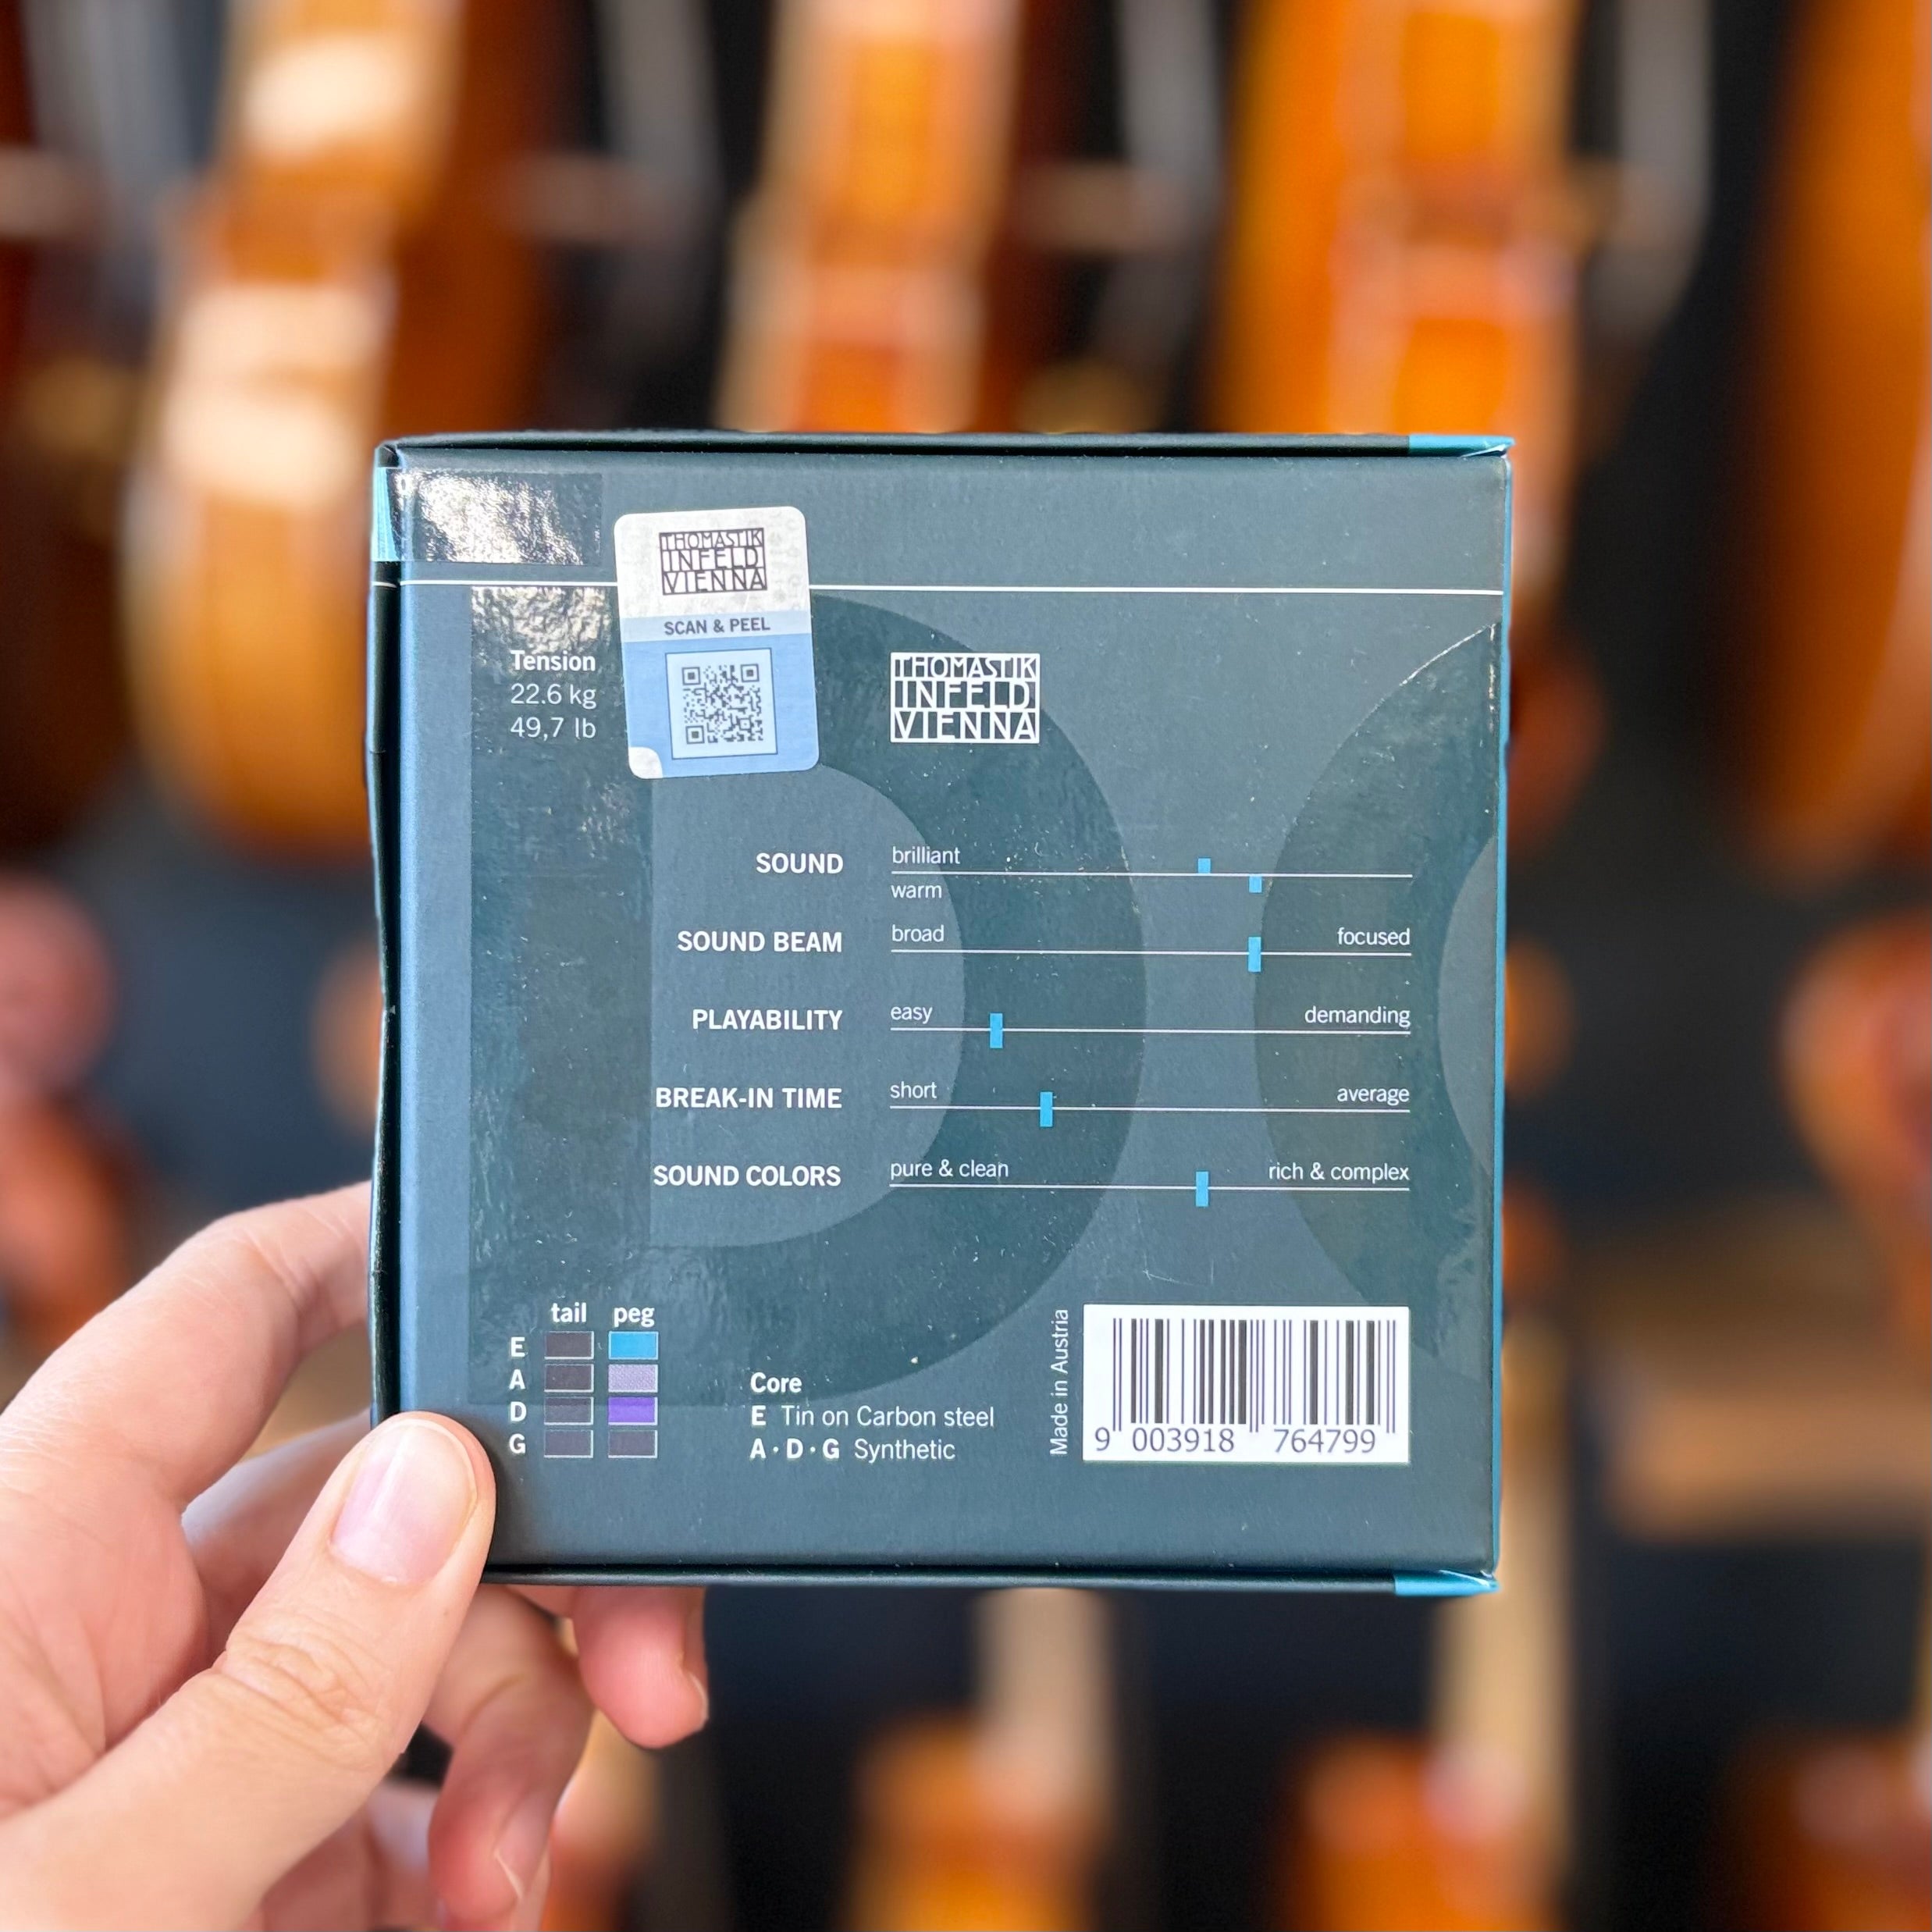 THOMASTIK
INFELD
VIENNA
SCAN & PEEL
Tension
22.6 kg
49,7 lb
THOMASTIK
INFELD
VIENNA
SOUND brilliant
warm
SOUND BEAM broad focused
PLAYABILITY easy demanding
BREAK-IN TIME short average
SOUND COLORS pure & clean rich & complex
tail peg
E
A
D
G
Core
E Tin on Carbon steel
A·D·G Synthetic
Made in Austria
9 003918 764799